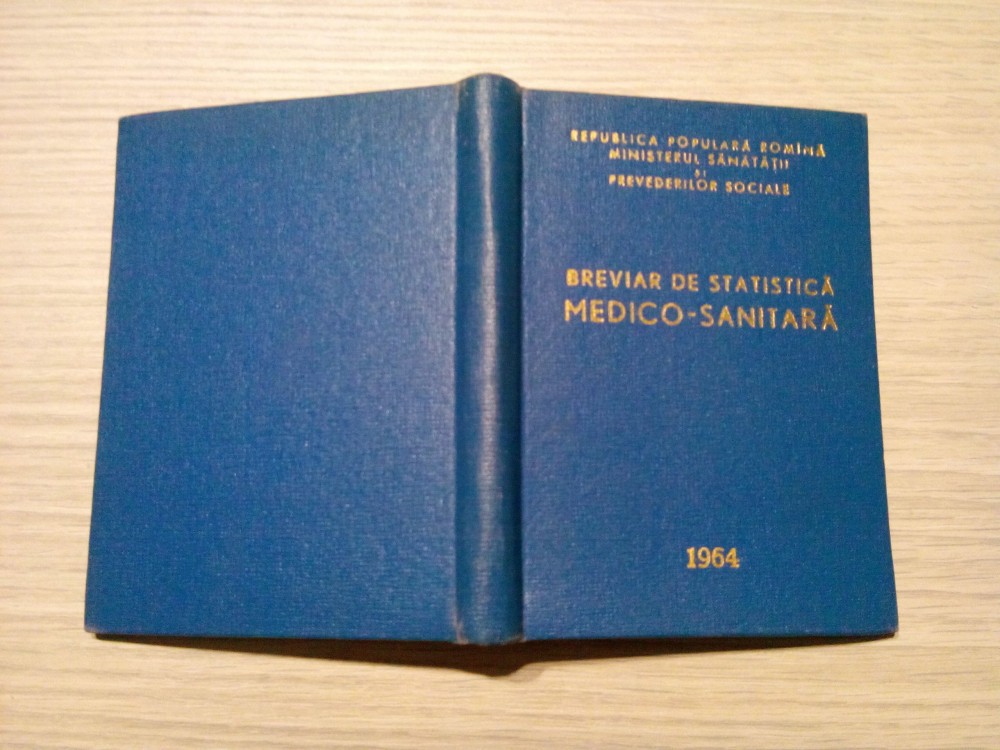 REPUBLICA POPULARĂ ROMÎNĂ
MINISTERUL SĂNĂTĂȚII
ȘI
PREVEDERILOR SOCIALE
BREVIAR DE STATISTICĂ
MEDICO-SANITARĂ
1964